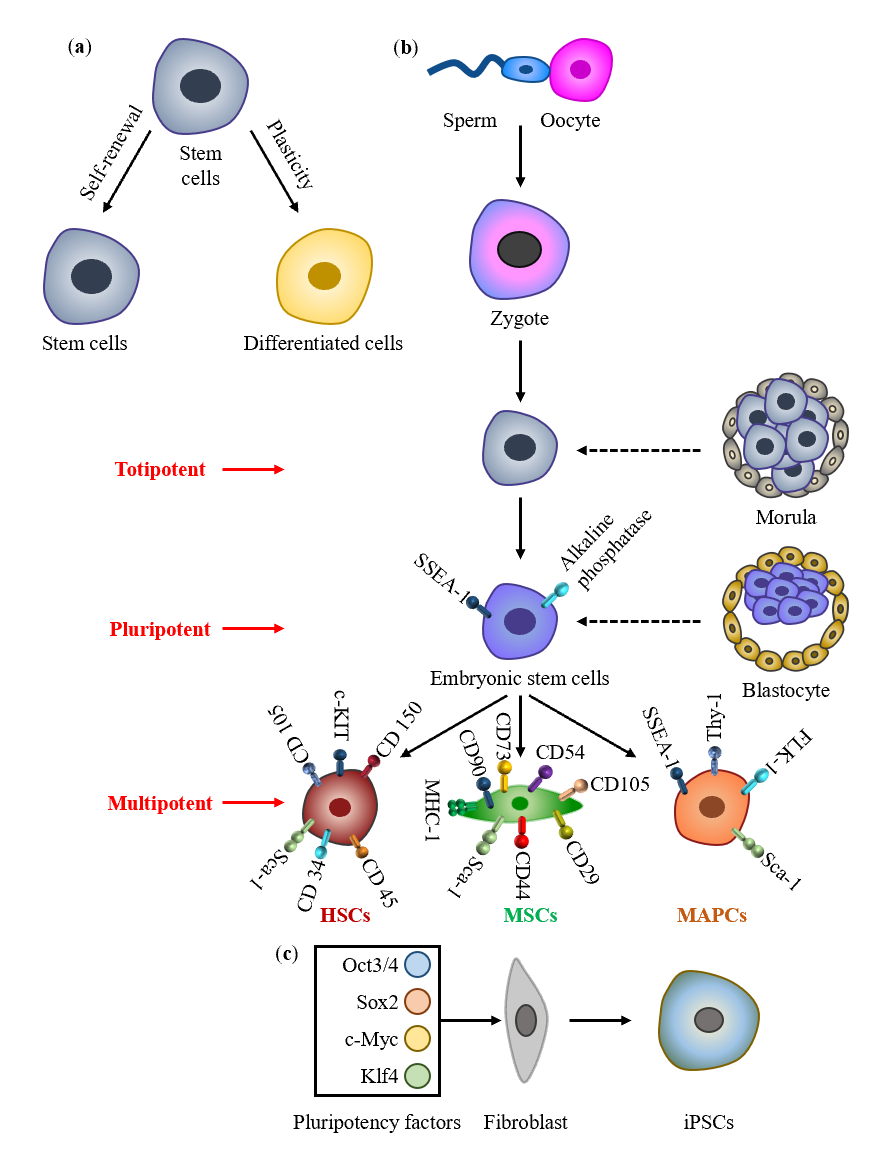 (a)
Self-renewal
Plasticity
Stem
cells
Stem cells
Differentiated cells
(b)
Sperm
Oocyte
Zygote
Totipotent
Morula
Pluripotent
SSEA-1
Alkaline
phosphatase
Embryonic stem cells
Blastocyte
Multipotent
CD 105
c-KIT
CD 150
Sca-1
CD 34
CD 45
HSCs
MHC-1
CD90
CD73
CD54
CD105
Sca-1
CD44
CD29
MSCs
SSEA-1
Thy-1
FLK-1
Sca-1
MAPCs
(c)
Oct3/4
Sox2
c-Myc
Klf4
Pluripotency factors
Fibroblast
iPSCs